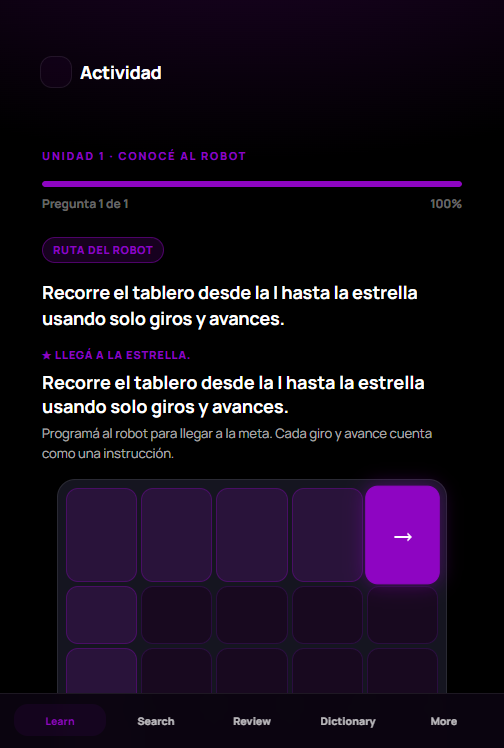 Actividad
UNIDAD 1 · CONOCÉ AL ROBOT
Pregunta 1 de 1
100%
RUTA DEL ROBOT
Recorre el tablero desde la I hasta la estrella
usando solo giros y avances.
★ LLEGÁ A LA ESTRELLA.
Recorre el tablero desde la I hasta la estrella
usando solo giros y avances.
Programá al robot para llegar a la meta. Cada giro y avance cuenta
como una instrucción.
→
Learn Search Review Dictionary More